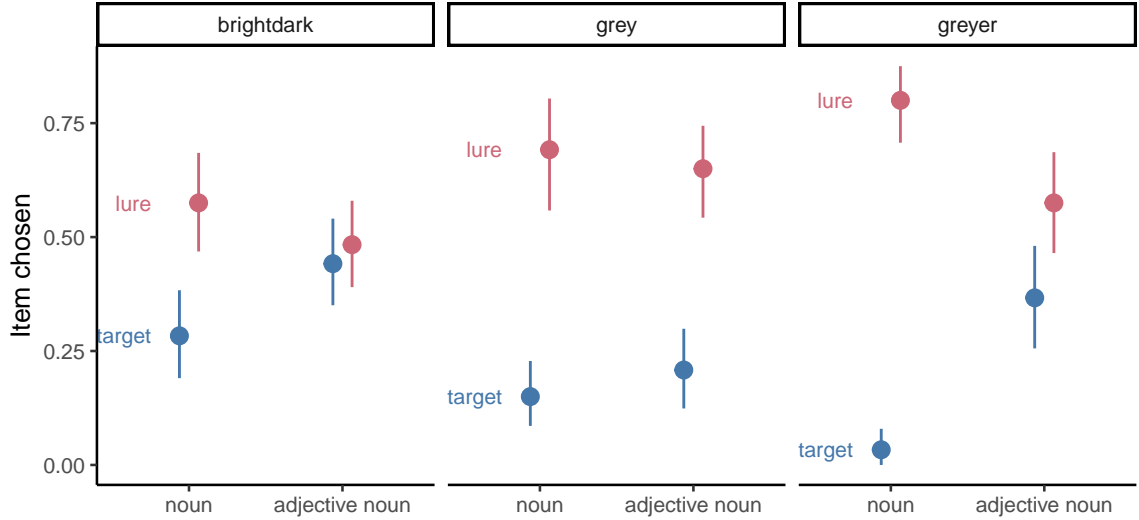 brightdark
grey
greyer
Item chosen
0.75
0.50
0.25
0.00
lure
target
lure
target
lure
target
noun
adjective noun
noun
adjective noun
noun
adjective noun